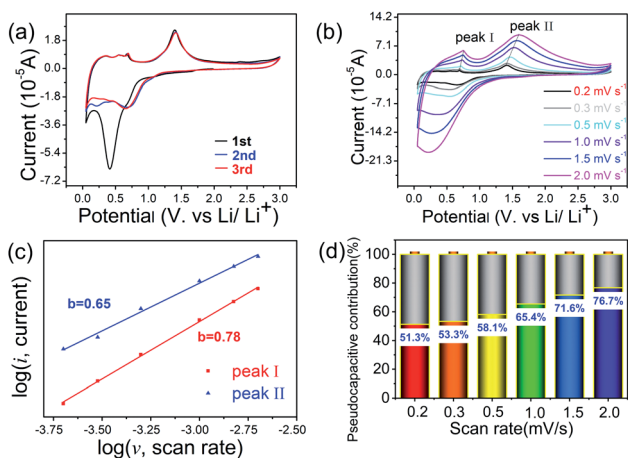 (a)
Current (10⁻⁵A)
3.6
1.8
0.0
-1.8
-3.6
-5.4
-7.2
0.0
0.5
1.0
1.5
2.0
2.5
3.0
Potential (V. vs Li/ Li⁺)
1st
2nd
3rd
(b)
Current (10⁻⁵A)
14.2
7.1
0.0
-7.1
-14.2
-21.3
0.0
0.5
1.0
1.5
2.0
2.5
3.0
Potential (V. vs Li/ Li⁺)
peak I
peak II
0.2 mV s⁻¹
0.3 mV s⁻¹
0.5 mV s⁻¹
1.0 mV s⁻¹
1.5 mV s⁻¹
2.0 mV s⁻¹
(c)
log(i, current)
b=0.65
b=0.78
peak I
peak II
-3.75
-3.50
-3.25
-3.00
-2.75
-2.50
log(v, scan rate)
(d)
Pseudocapacitive contribution(%)
100
80
60
40
20
0
51.3%
53.3%
58.1%
65.4%
71.6%
76.7%
0.2
0.3
0.5
1.0
1.5
2.0
Scan rate(mV/s)